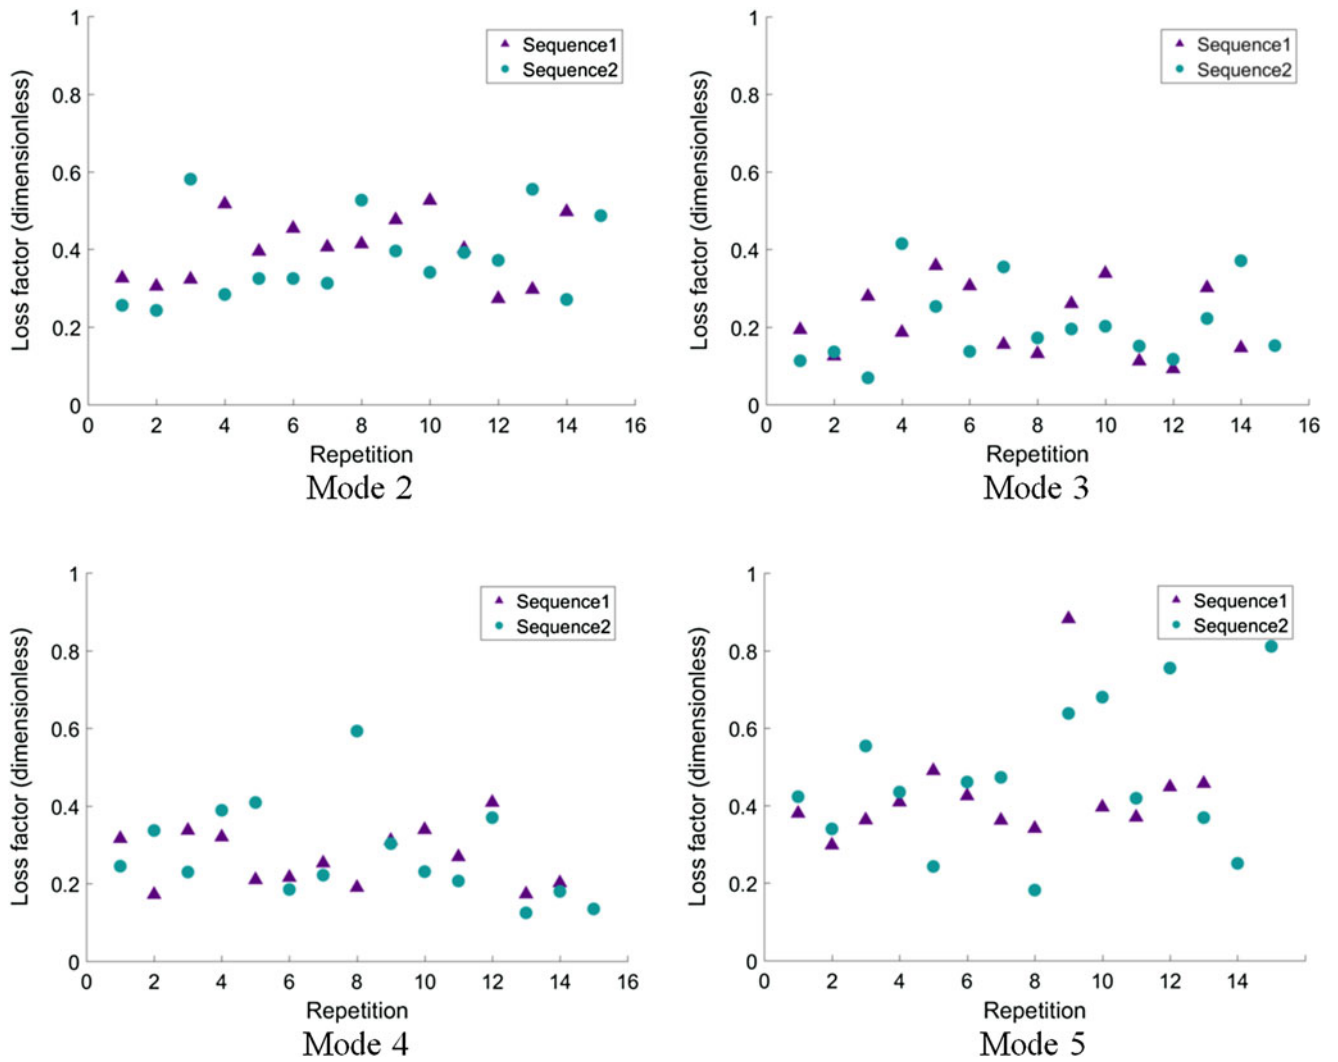 1
0.8
0.6
0.4
0.2
0
Loss factor (dimensionless)
Sequence1
Sequence2
0 2 4 6 8 10 12 14 16
Repetition
Mode 2
1
0.8
0.6
0.4
0.2
0
Loss factor (dimensionless)
Sequence1
Sequence2
0 2 4 6 8 10 12 14 16
Repetition
Mode 3
1
0.8
0.6
0.4
0.2
0
Loss factor (dimensionless)
Sequence1
Sequence2
0 2 4 6 8 10 12 14 16
Repetition
Mode 4
1
0.8
0.6
0.4
0.2
0
Loss factor (dimensionless)
Sequence1
Sequence2
0 2 4 6 8 10 12 14
Repetition
Mode 5